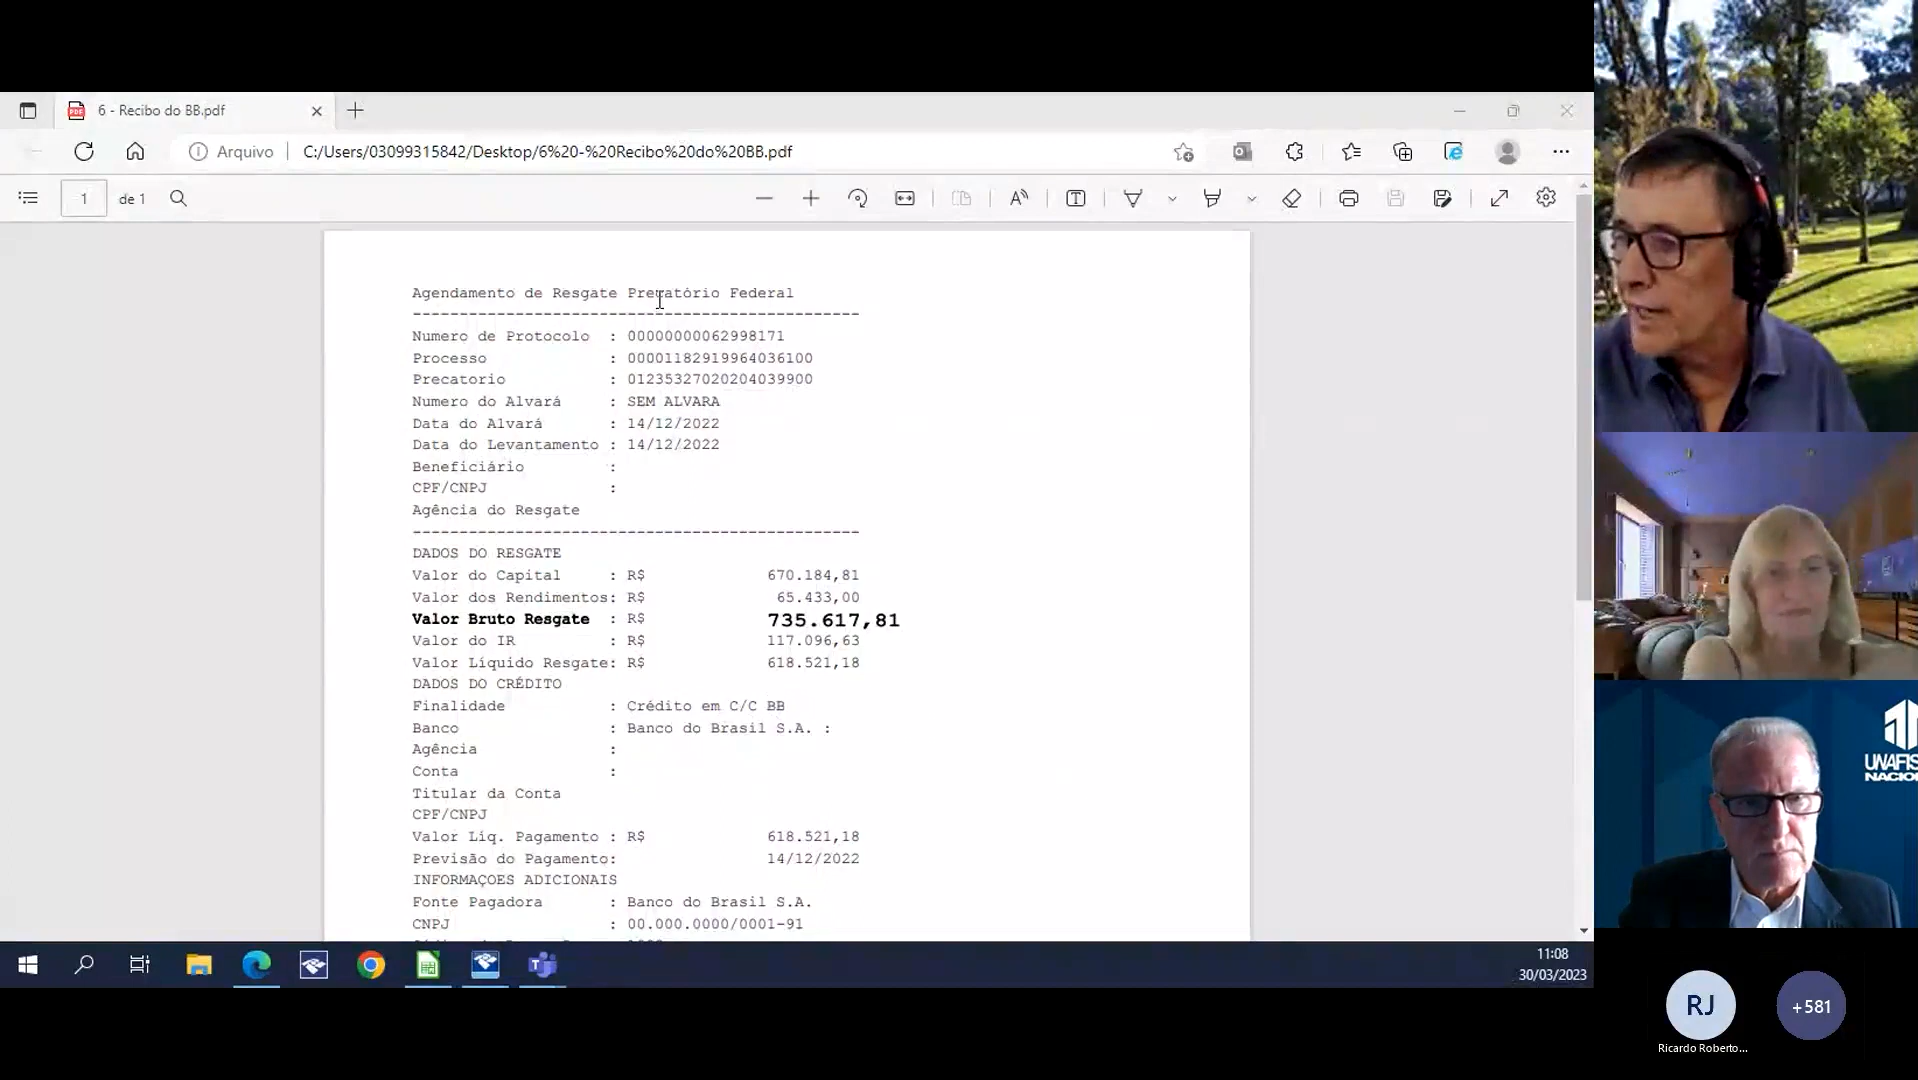 6 - Recibo do BB.pdf
Arquivo
C:/Users/03099315842/Desktop/6%20-%20Recibo%20do%20BB.pdf
1 de 1
Agendamento de Resgate Precatório Federal
------------------------------------------------
Numero de Protocolo : 00000000062998171
Processo : 00001182919964036100
Precatorio : 01235327020204039900
Numero do Alvará : SEM ALVARA
Data do Alvará : 14/12/2022
Data do Levantamento : 14/12/2022
Beneficiário :
CPF/CNPJ :
Agência do Resgate
------------------------------------------------
DADOS DO RESGATE
Valor do Capital : R$ 670.184,81
Valor dos Rendimentos: R$ 65.433,00
Valor Bruto Resgate : R$ 735.617,81
Valor do IR : R$ 117.096,63
Valor Líquido Resgate: R$ 618.521,18
DADOS DO CRÉDITO
Finalidade : Crédito em C/C BB
Banco : Banco do Brasil S.A. :
Agência :
Conta :
Titular da Conta
CPF/CNPJ
Valor Líq. Pagamento : R$ 618.521,18
Previsão do Pagamento: 14/12/2022
INFORMAÇOES ADICIONAIS
Fonte Pagadora : Banco do Brasil S.A.
CNPJ : 00.000.0000/0001-91
11:08
30/03/2023
UNAFIS
NACIO
RJ
+581
Ricardo Roberto...